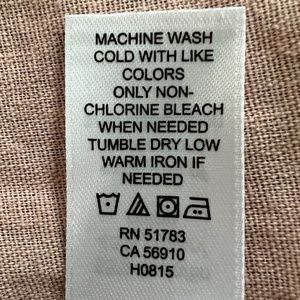 MACHINE WASH
COLD WITH LIKE
COLORS
ONLY NON-
CHLORINE BLEACH
WHEN NEEDED
TUMBLE DRY LOW
WARM IRON IF
NEEDED
RN 51783
CA 56910
H0815